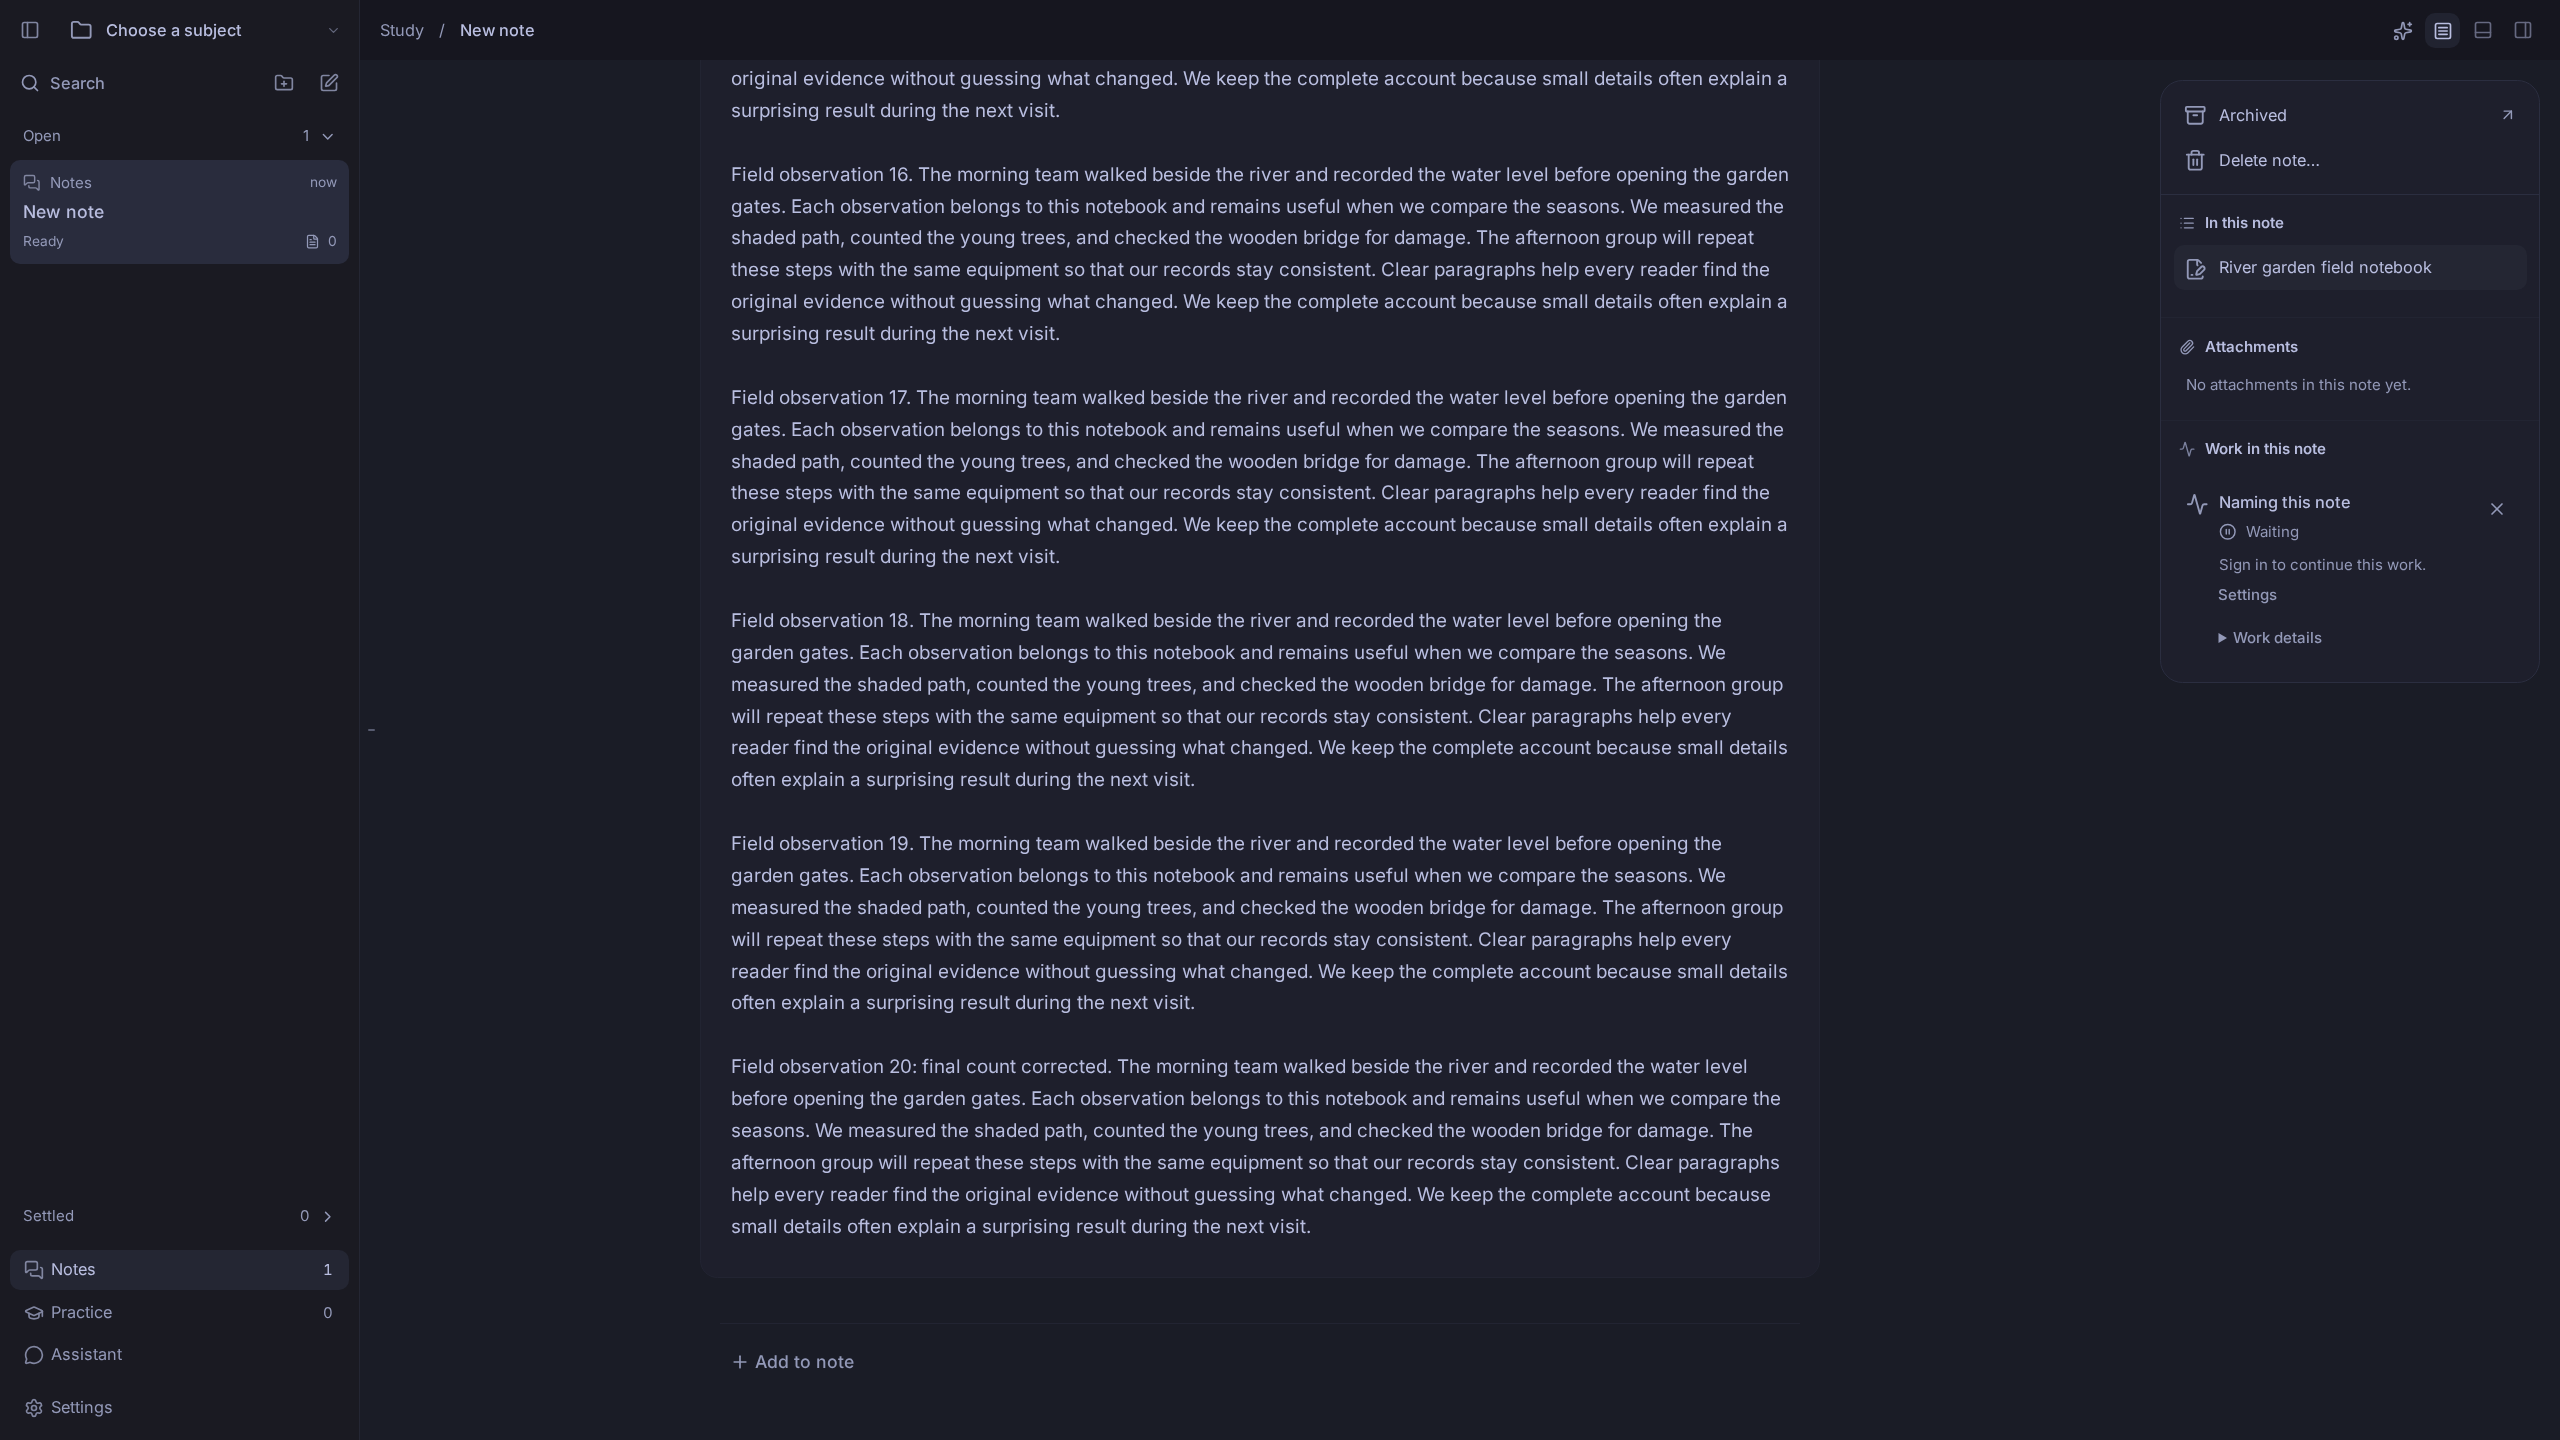 Choose a subject
Search
Open 1
Notes now
New note
Ready 0
Settled 0
Notes 1
Practice 0
Assistant
Settings
Study / New note
original evidence without guessing what changed. We keep the complete account because small details often explain a
surprising result during the next visit.
Field observation 16. The morning team walked beside the river and recorded the water level before opening the garden
gates. Each observation belongs to this notebook and remains useful when we compare the seasons. We measured the
shaded path, counted the young trees, and checked the wooden bridge for damage. The afternoon group will repeat
these steps with the same equipment so that our records stay consistent. Clear paragraphs help every reader find the
original evidence without guessing what changed. We keep the complete account because small details often explain a
surprising result during the next visit.
Field observation 17. The morning team walked beside the river and recorded the water level before opening the garden
gates. Each observation belongs to this notebook and remains useful when we compare the seasons. We measured the
shaded path, counted the young trees, and checked the wooden bridge for damage. The afternoon group will repeat
these steps with the same equipment so that our records stay consistent. Clear paragraphs help every reader find the
original evidence without guessing what changed. We keep the complete account because small details often explain a
surprising result during the next visit.
Field observation 18. The morning team walked beside the river and recorded the water level before opening the
garden gates. Each observation belongs to this notebook and remains useful when we compare the seasons. We
measured the shaded path, counted the young trees, and checked the wooden bridge for damage. The afternoon group
will repeat these steps with the same equipment so that our records stay consistent. Clear paragraphs help every
reader find the original evidence without guessing what changed. We keep the complete account because small details
often explain a surprising result during the next visit.
Field observation 19. The morning team walked beside the river and recorded the water level before opening the
garden gates. Each observation belongs to this notebook and remains useful when we compare the seasons. We
measured the shaded path, counted the young trees, and checked the wooden bridge for damage. The afternoon group
will repeat these steps with the same equipment so that our records stay consistent. Clear paragraphs help every
reader find the original evidence without guessing what changed. We keep the complete account because small details
often explain a surprising result during the next visit.
Field observation 20: final count corrected. The morning team walked beside the river and recorded the water level
before opening the garden gates. Each observation belongs to this notebook and remains useful when we compare the
seasons. We measured the shaded path, counted the young trees, and checked the wooden bridge for damage. The
afternoon group will repeat these steps with the same equipment so that our records stay consistent. Clear paragraphs
help every reader find the original evidence without guessing what changed. We keep the complete account because
small details often explain a surprising result during the next visit.
Add to note
Archived
Delete note...
In this note
River garden field notebook
Attachments
No attachments in this note yet.
Work in this note
Naming this note
Waiting
Sign in to continue this work.
Settings
Work details